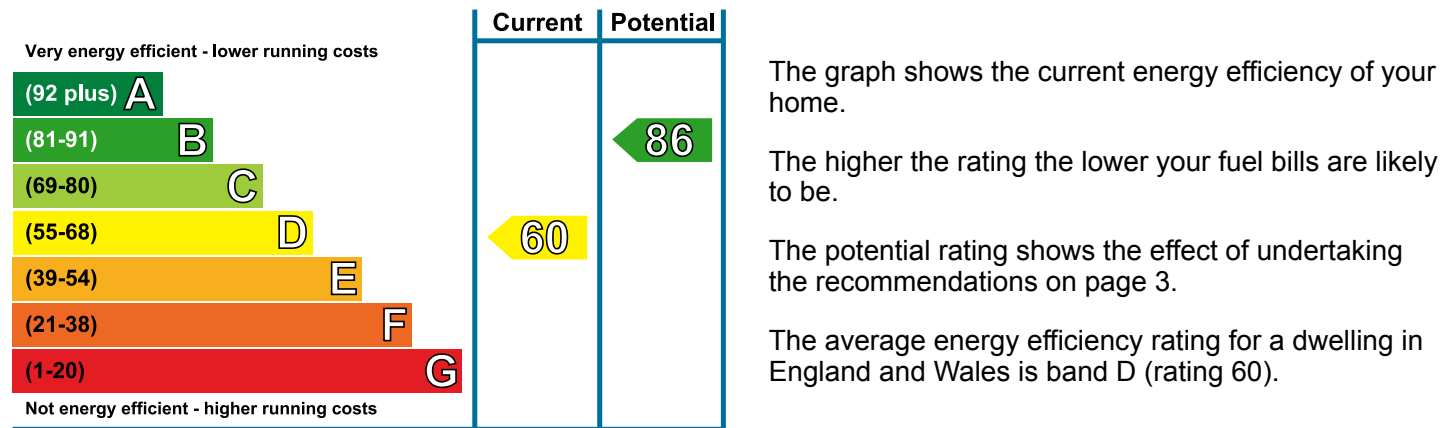 Current Potential
Very energy efficient - lower running costs
(92 plus) A
(81-91) B
86
(69-80) C
(55-68) D
60
(39-54) E
(21-38) F
(1-20) G
Not energy efficient - higher running costs
The graph shows the current energy efficiency of your
home.
The higher the rating the lower your fuel bills are likely
to be.
The potential rating shows the effect of undertaking
the recommendations on page 3.
The average energy efficiency rating for a dwelling in
England and Wales is band D (rating 60).